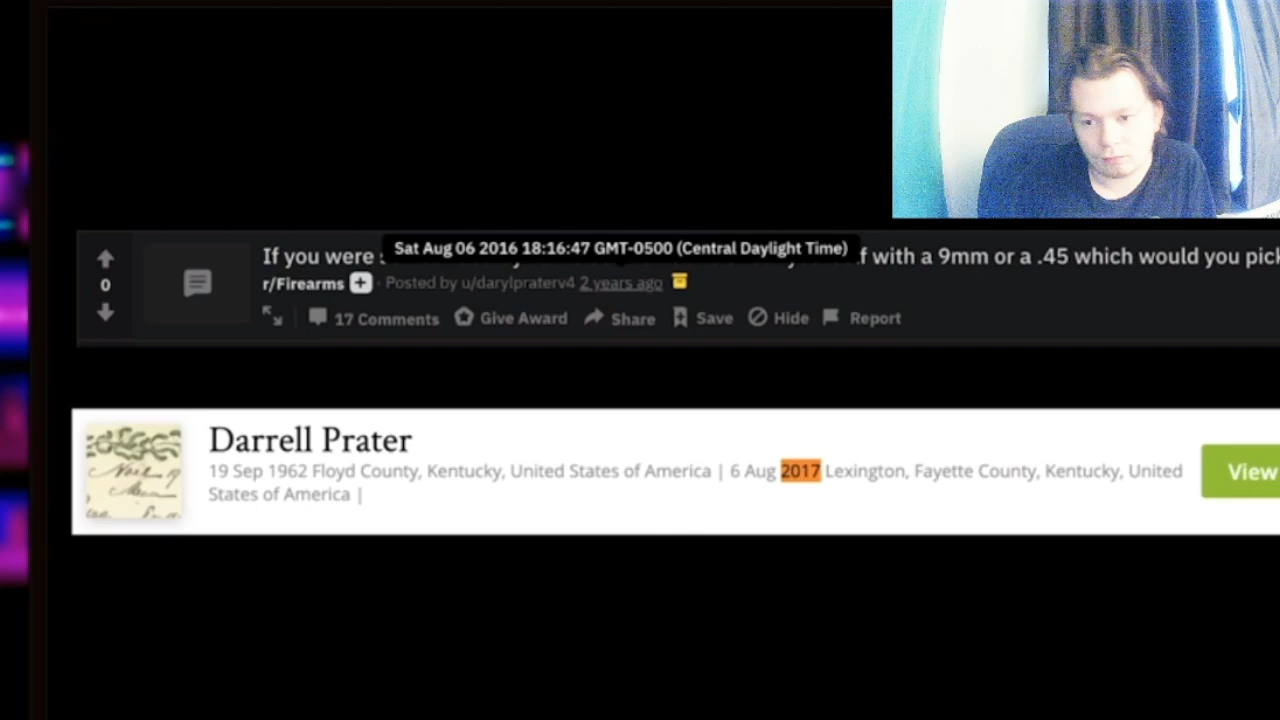 Sat Aug 06 2016 18:16:47 GMT-0500 (Central Daylight Time)
If you were f with a 9mm or a .45 which would you pick
r/Firearms + · Posted by u/darylpraterv4 2 years ago
0
17 Comments Give Award Share Save Hide Report
Darrell Prater
19 Sep 1962 Floyd County, Kentucky, United States of America | 6 Aug 2017 Lexington, Fayette County, Kentucky, United
States of America |
View